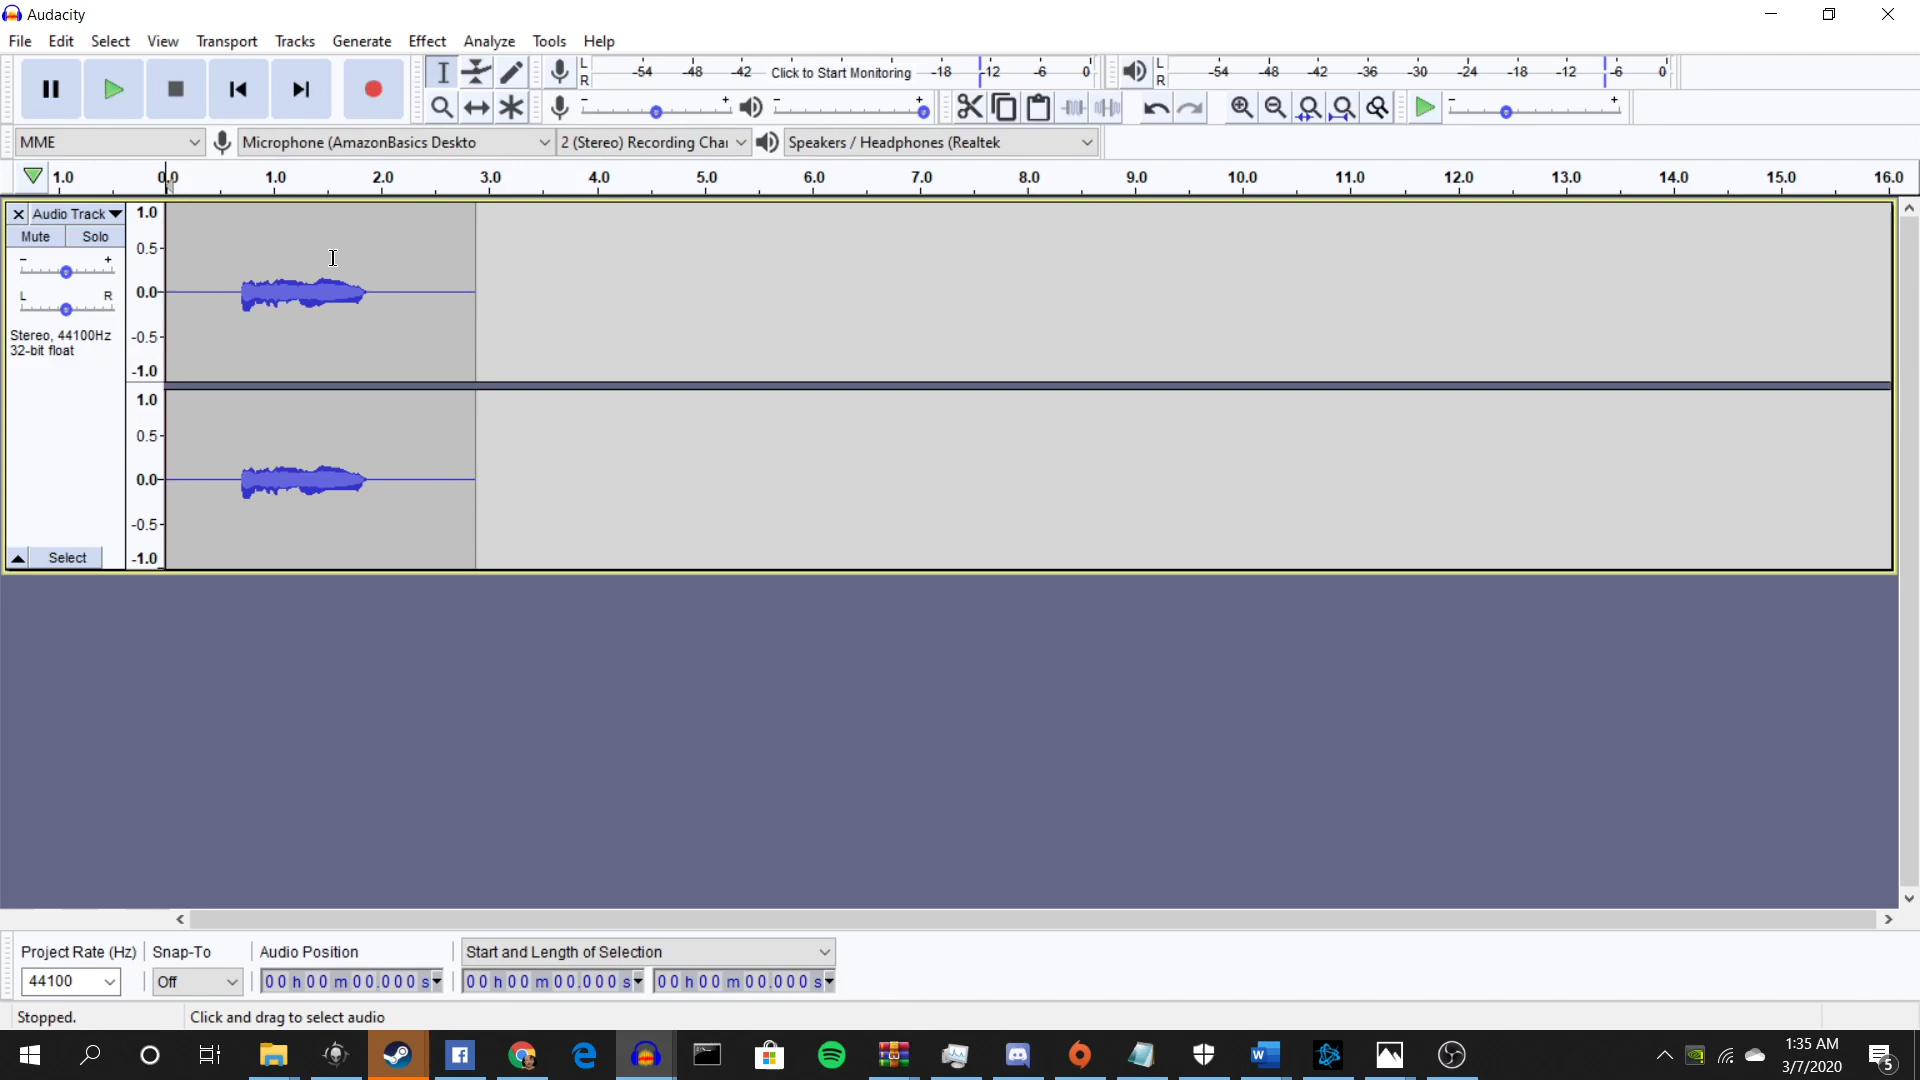 Audacity
File Edit Select View Transport Tracks Generate Effect Analyze Tools Help
L R -54 -48 -42 Click to Start Monitoring -18 -12 -6 0 L R -54 -48 -42 -36 -30 -24 -18 -12 -6 0
- + - + - +
MME Microphone (AmazonBasics Deskto 2 (Stereo) Recording Chai Speakers / Headphones (Realtek
1.0 0.0 1.0 2.0 3.0 4.0 5.0 6.0 7.0 8.0 9.0 10.0 11.0 12.0 13.0 14.0 15.0 16.0
Audio Track 1.0
Mute Solo 0.5
- +
L R 0.0
Stereo, 44100Hz -0.5
32-bit float
-1.0
1.0
0.5
0.0
-0.5
Select -1.0
Project Rate (Hz) Snap-To Audio Position Start and Length of Selection
44100 Off 00 h 00 m 00.000 s 00 h 00 m 00.000 s 00 h 00 m 00.000 s
Stopped. Click and drag to select audio
1:35 AM
3/7/2020
5